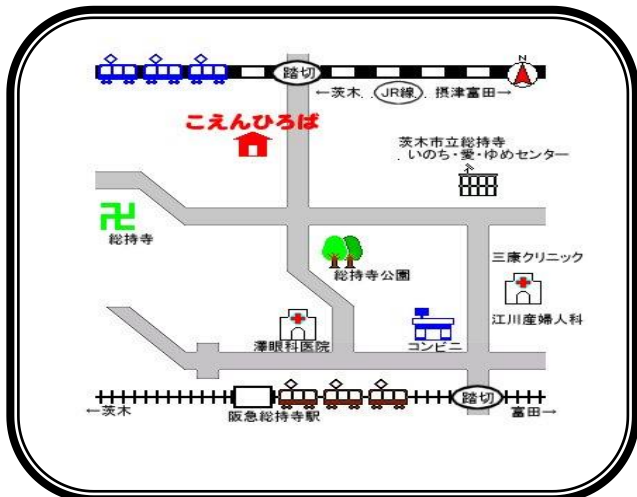 踏切
N
←茨木 JR線 摂津富田→
こえんひろば
茨木市立総持寺
いのち・愛・ゆめセンター
総持寺
総持寺公園
三康クリニック
江川産婦人科
澤眼科医院
コンビニ
踏切
←茨木
阪急総持寺駅
富田→